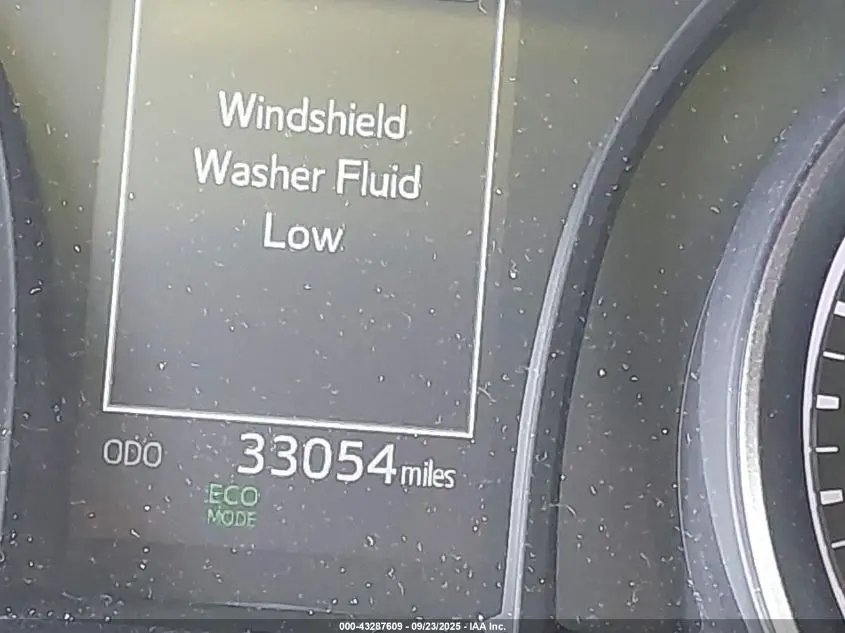 Windshield
Washer Fluid
Low
ODO 33054 miles
ECO
MODE
000-43287609 - 09/23/2025 - IAA Inc.